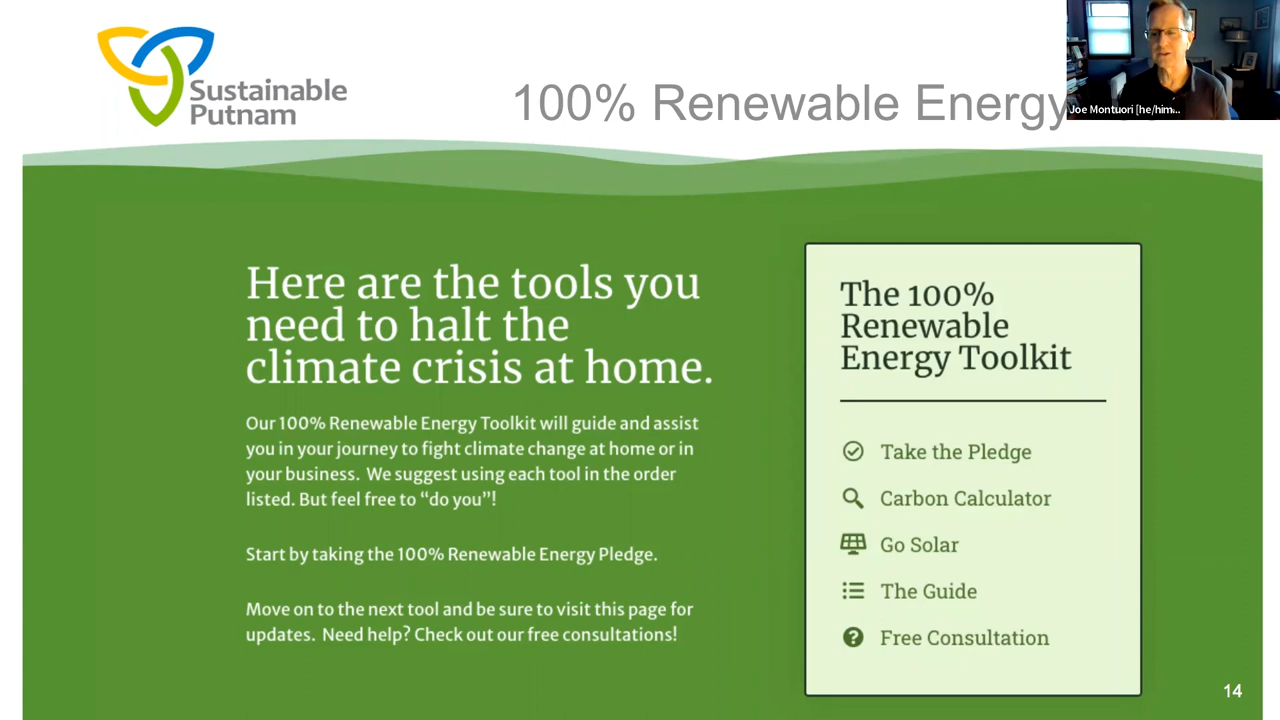 Sustainable
Putnam
100% Renewable Energy
Joe Montuori [he/him...
Here are the tools you
need to halt the
climate crisis at home.
Our 100% Renewable Energy Toolkit will guide and assist
you in your journey to fight climate change at home or in
your business. We suggest using each tool in the order
listed. But feel free to “do you”!
Start by taking the 100% Renewable Energy Pledge.
Move on to the next tool and be sure to visit this page for
updates. Need help? Check out our free consultations!
The 100%
Renewable
Energy Toolkit
Take the Pledge
Carbon Calculator
Go Solar
The Guide
Free Consultation
14